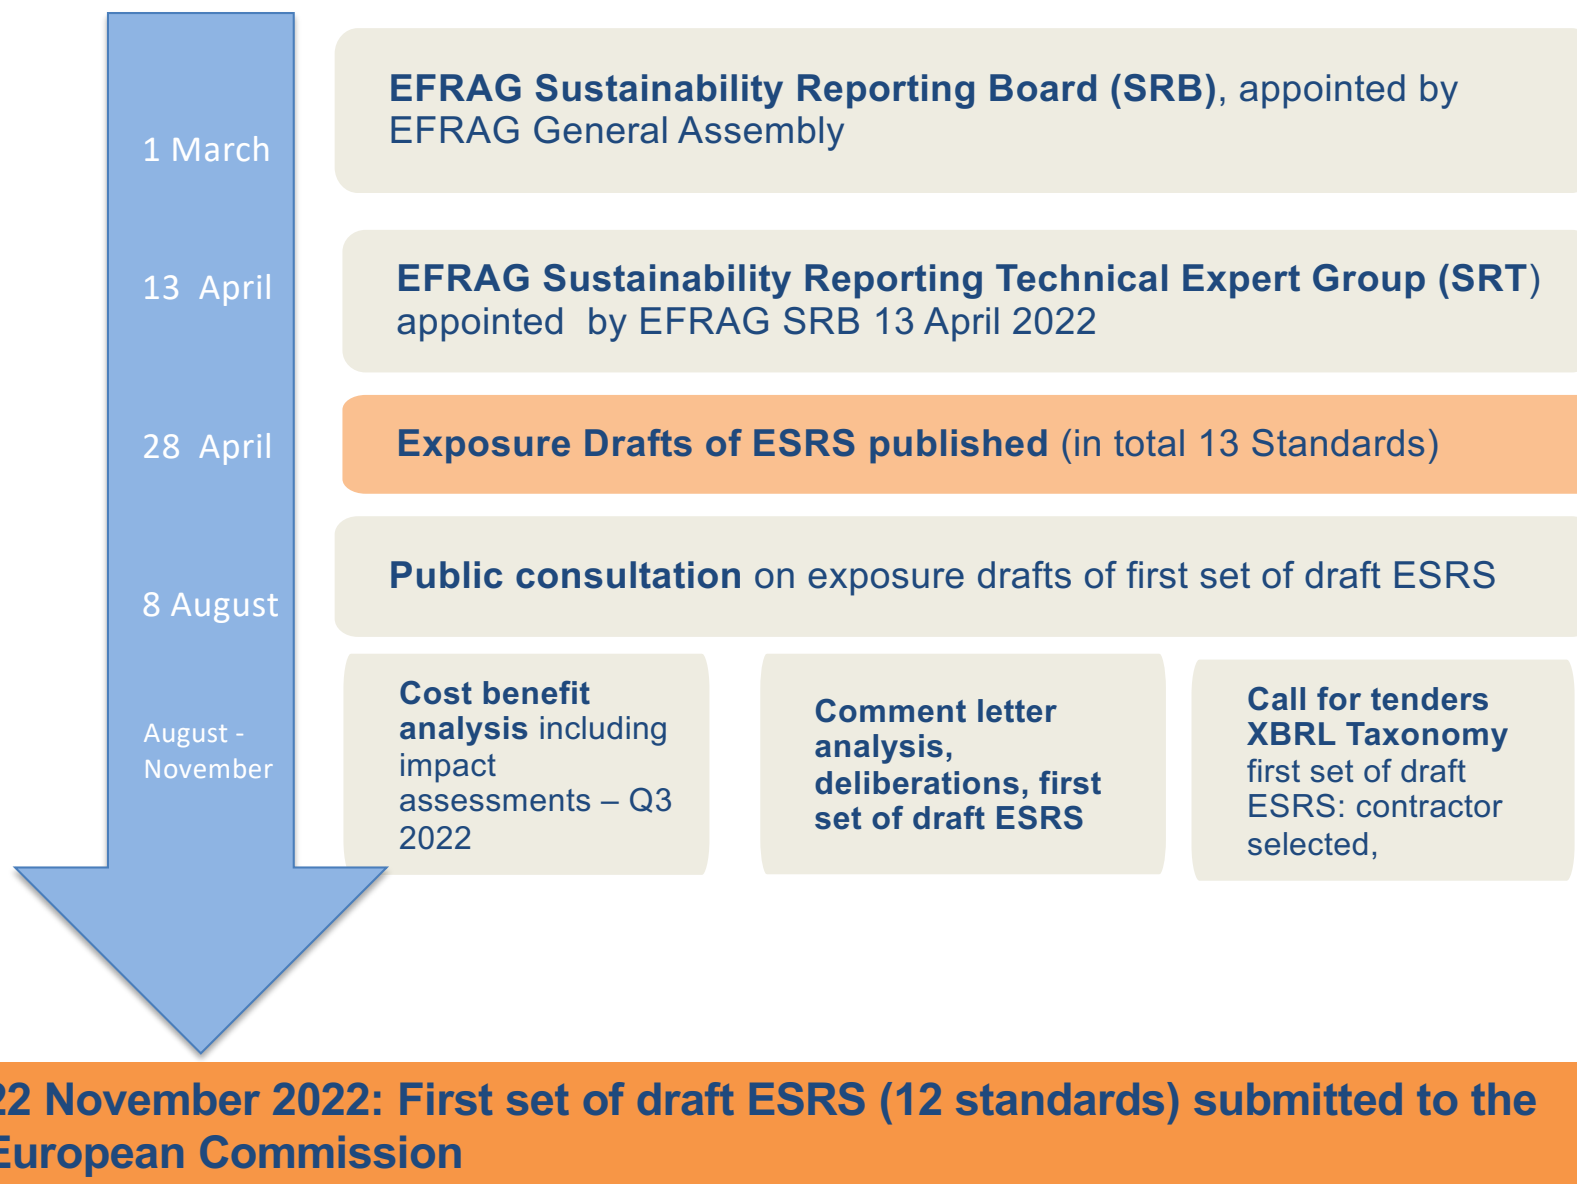 1 March
EFRAG Sustainability Reporting Board (SRB), appointed by
EFRAG General Assembly
13 April
EFRAG Sustainability Reporting Technical Expert Group (SRT)
appointed by EFRAG SRB 13 April 2022
28 April
Exposure Drafts of ESRS published (in total 13 Standards)
8 August
Public consultation on exposure drafts of first set of draft ESRS
August -
November
Cost benefit
analysis including
impact
assessments – Q3
2022
Comment letter
analysis,
deliberations, first
set of draft ESRS
Call for tenders
XBRL Taxonomy
first set of draft
ESRS: contractor
selected,
22 November 2022: First set of draft ESRS (12 standards) submitted to the
European Commission